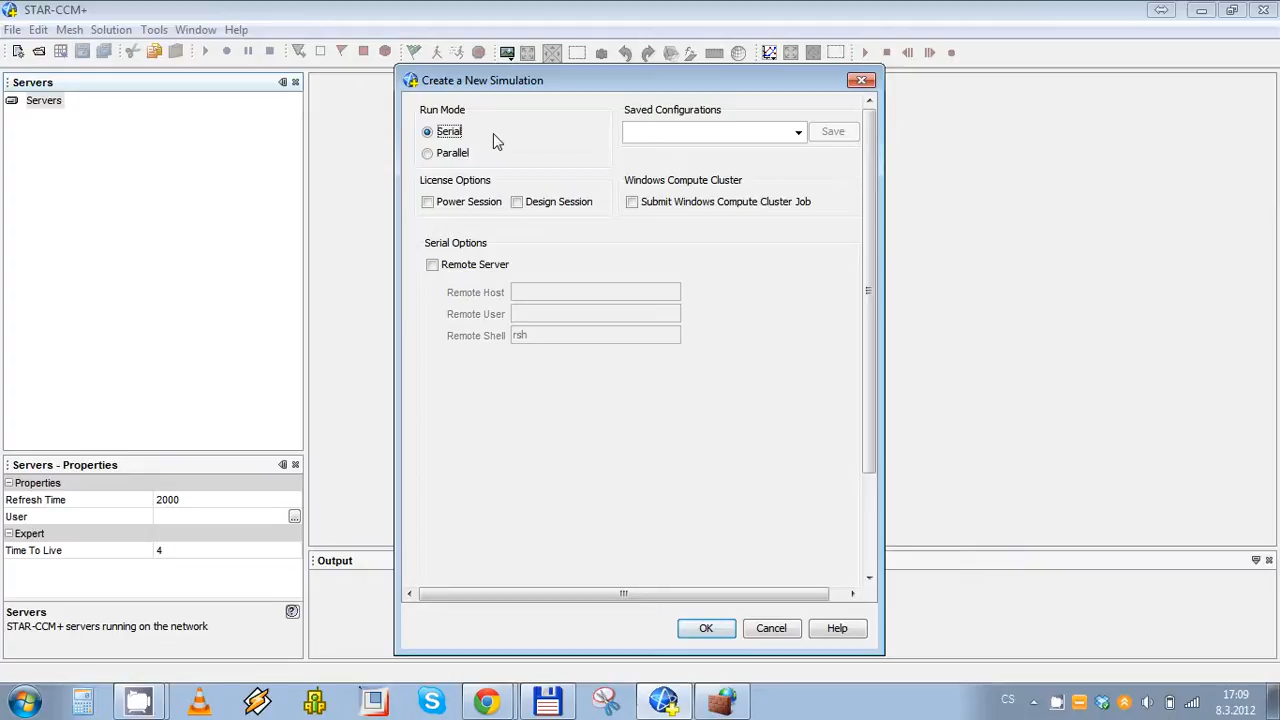 STAR-CCM+
File Edit Mesh Solution Tools Window Help
Servers
Servers
Create a New Simulation
Run Mode
Serial
Parallel
Saved Configurations
Save
License Options
Power Session Design Session
Windows Compute Cluster
Submit Windows Compute Cluster Job
Serial Options
Remote Server
Remote Host
Remote User
Remote Shell rsh
OK Cancel Help
Servers - Properties
Properties
Refresh Time 2000
User ...
Expert
Time To Live 4
Servers
STAR-CCM+ servers running on the network
Output
CS
17:09
8.3.2012